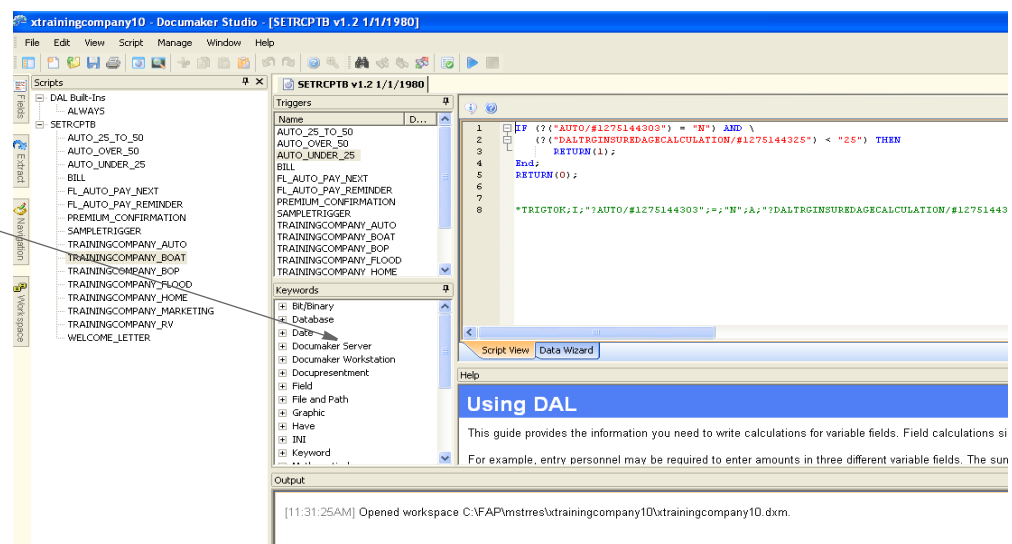 xtrainingcompany10 - Documaker Studio - [SETRCPTB v1.2 1/1/1980]
File Edit View Script Manage Window Help
Scripts
DAL Built-Ins
ALWAYS
SETRCPTB
AUTO_25_TO_50
AUTO_OVER_50
AUTO_UNDER_25
BILL
FL_AUTO_PAY_NEXT
FL_AUTO_PAY_REMINDER
PREMIUM_CONFIRMATION
SAMPLETRIGGER
TRAININGCOMPANY_AUTO
TRAININGCOMPANY_BOAT
TRAININGCOMPANY_BOP
TRAININGCOMPANY_FLOOD
TRAININGCOMPANY_HOME
TRAININGCOMPANY_MARKETING
TRAININGCOMPANY_RV
WELCOME_LETTER
Fields
Extract
Navigation
Workspace
SETRCPTB v1.2 1/1/1980
Triggers
Name D...
AUTO_25_TO_50
AUTO_OVER_50
AUTO_UNDER_25
BILL
FL_AUTO_PAY_NEXT
FL_AUTO_PAY_REMINDER
PREMIUM_CONFIRMATION
SAMPLETRIGGER
TRAININGCOMPANY_AUTO
TRAININGCOMPANY_BOAT
TRAININGCOMPANY_BOP
TRAININGCOMPANY_FLOOD
TRAININGCOMPANY_HOME
Keywords
Bit/Binary
Database
Date
Documaker Server
Documaker Workstation
Docupresentment
Field
File and Path
Graphic
Have
INI
Keyword
1 IF (?("AUTO/#1275144303") = "N") AND \
2 (?("DALTRGINSUREDAGECALCULATION/#1275144325") < "25") THEN
3 RETURN(1);
4 End;
5 RETURN(0);
6
7
8 *TRIGTOK;I;"?AUTO/#1275144303";=;"N";A;"?DALTRGINSUREDAGECALCULATION/#1275143
Script View Data Wizard
Help
Using DAL
This guide provides the information you need to write calculations for variable fields. Field calculations si
For example, entry personnel may be required to enter amounts in three different variable fields. The sun
Output
[11:31:25AM] Opened workspace C:\FAP\mstrres\xtrainingcompany10\xtrainingcompany10.dxm.